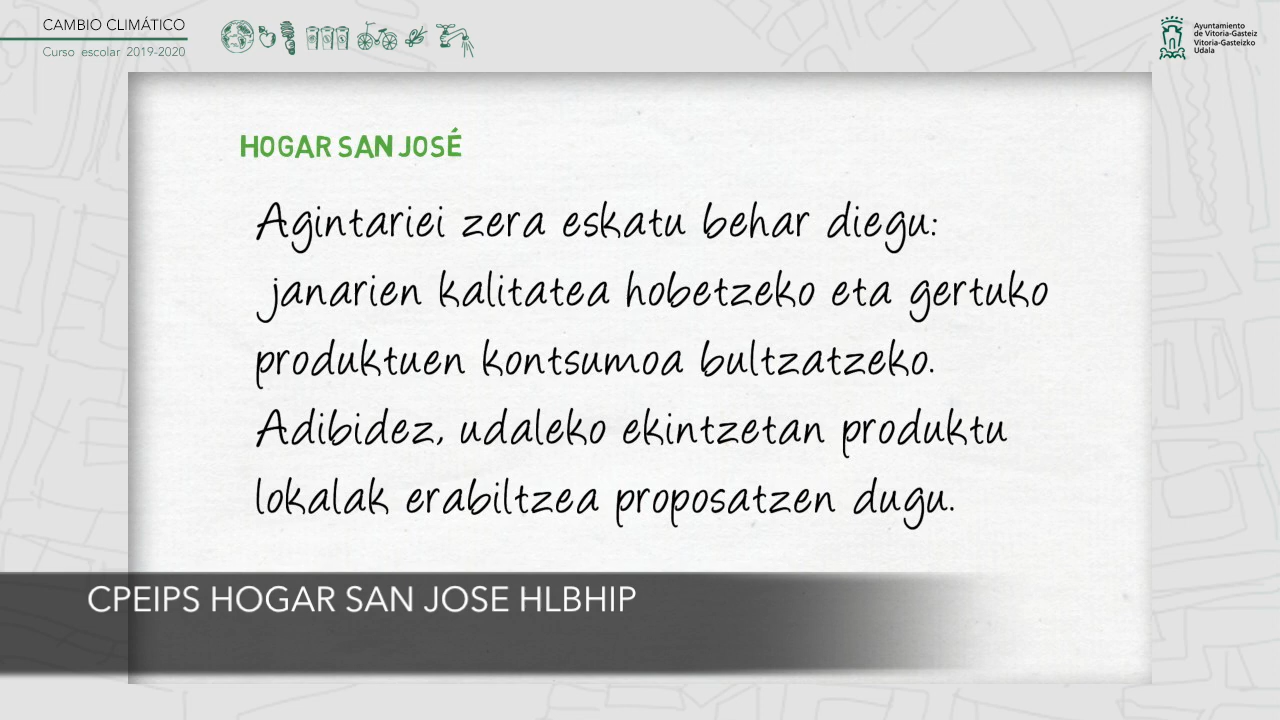 CAMBIO CLIMÁTICO
Curso escolar 2019-2020
Ayuntamiento
de Vitoria-Gasteiz
Vitoria-Gasteizko
Udala
HOGAR SAN JOSÉ
Agintariei zera eskatu behar diegu:
janarien kalitatea hobetzeko eta gertuko
produktuen kontsumoa bultzatzeko.
Adibidez, udaleko ekintzetan produktu
lokalak erabiltzea proposatzen dugu.
CPEIPS HOGAR SAN JOSE HLBHIP